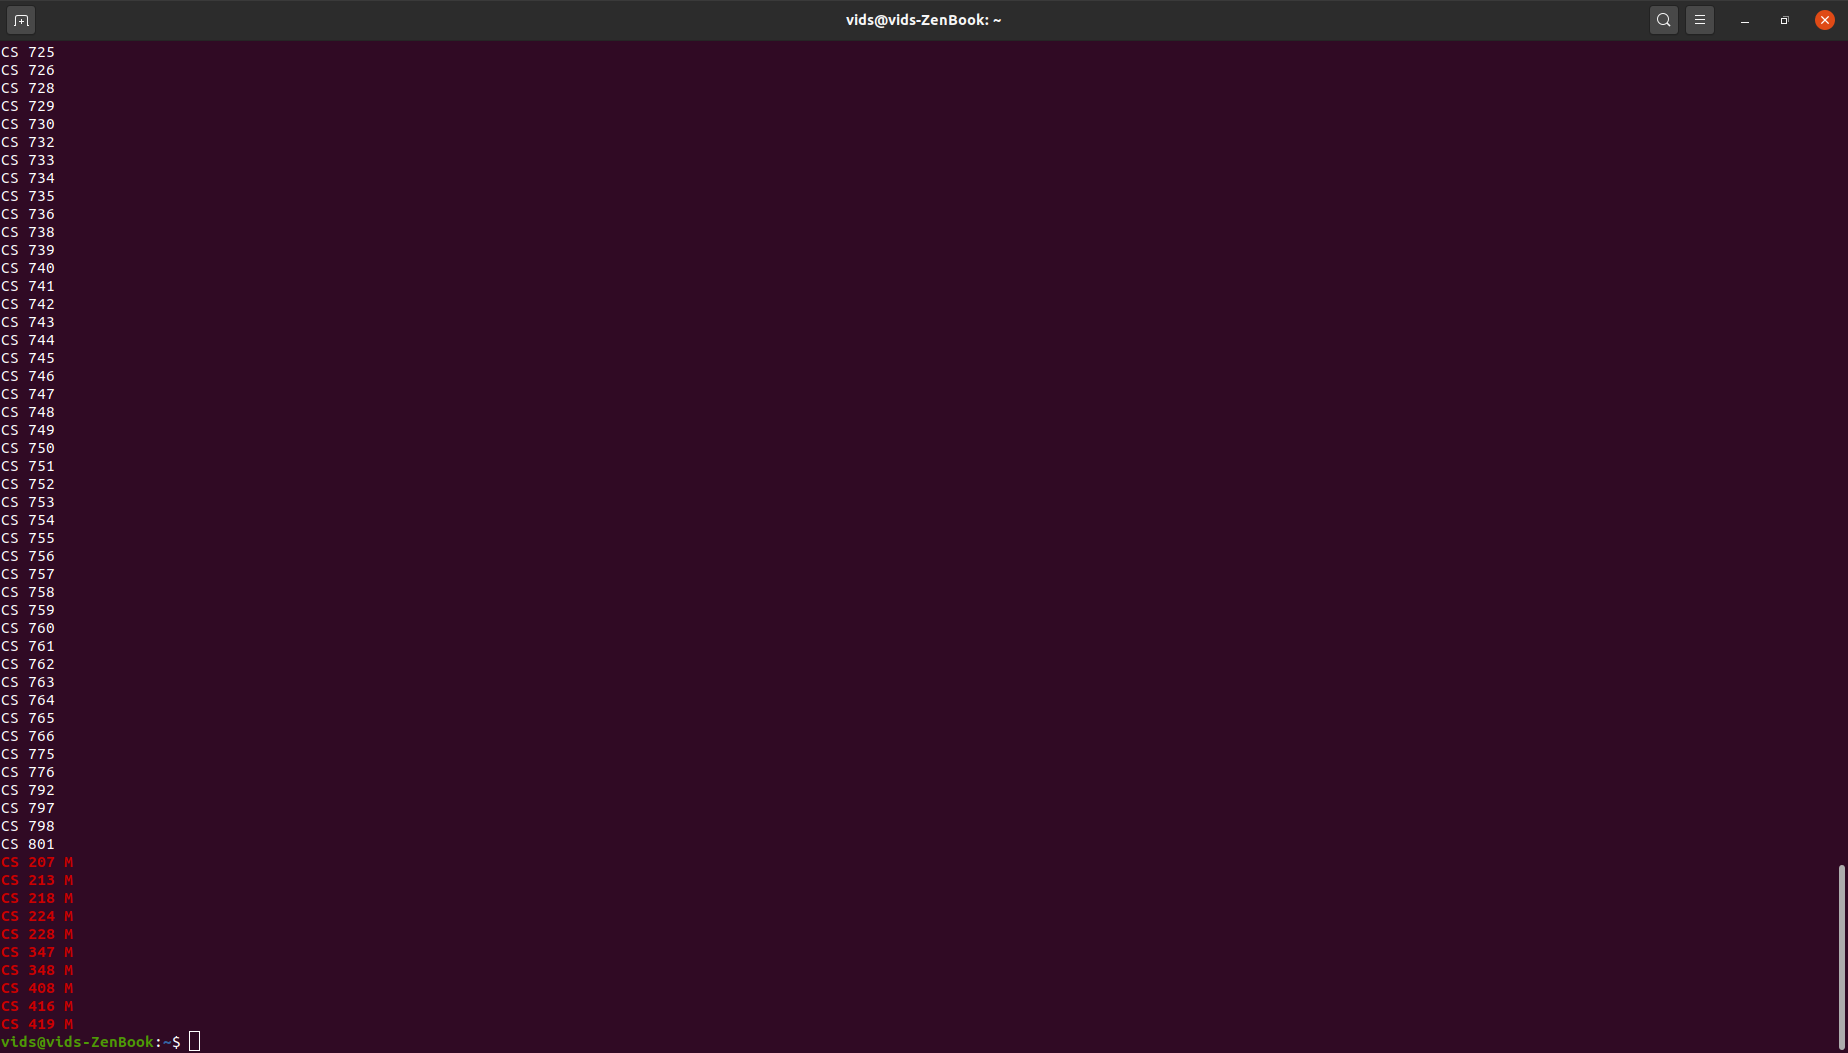 vids@vids-ZenBook: ~
CS 725
CS 726
CS 728
CS 729
CS 730
CS 732
CS 733
CS 734
CS 735
CS 736
CS 738
CS 739
CS 740
CS 741
CS 742
CS 743
CS 744
CS 745
CS 746
CS 747
CS 748
CS 749
CS 750
CS 751
CS 752
CS 753
CS 754
CS 755
CS 756
CS 757
CS 758
CS 759
CS 760
CS 761
CS 762
CS 763
CS 764
CS 765
CS 766
CS 775
CS 776
CS 792
CS 797
CS 798
CS 801
CS 207 M
CS 213 M
CS 218 M
CS 224 M
CS 228 M
CS 347 M
CS 348 M
CS 408 M
CS 416 M
CS 419 M
vids@vids-ZenBook:~$